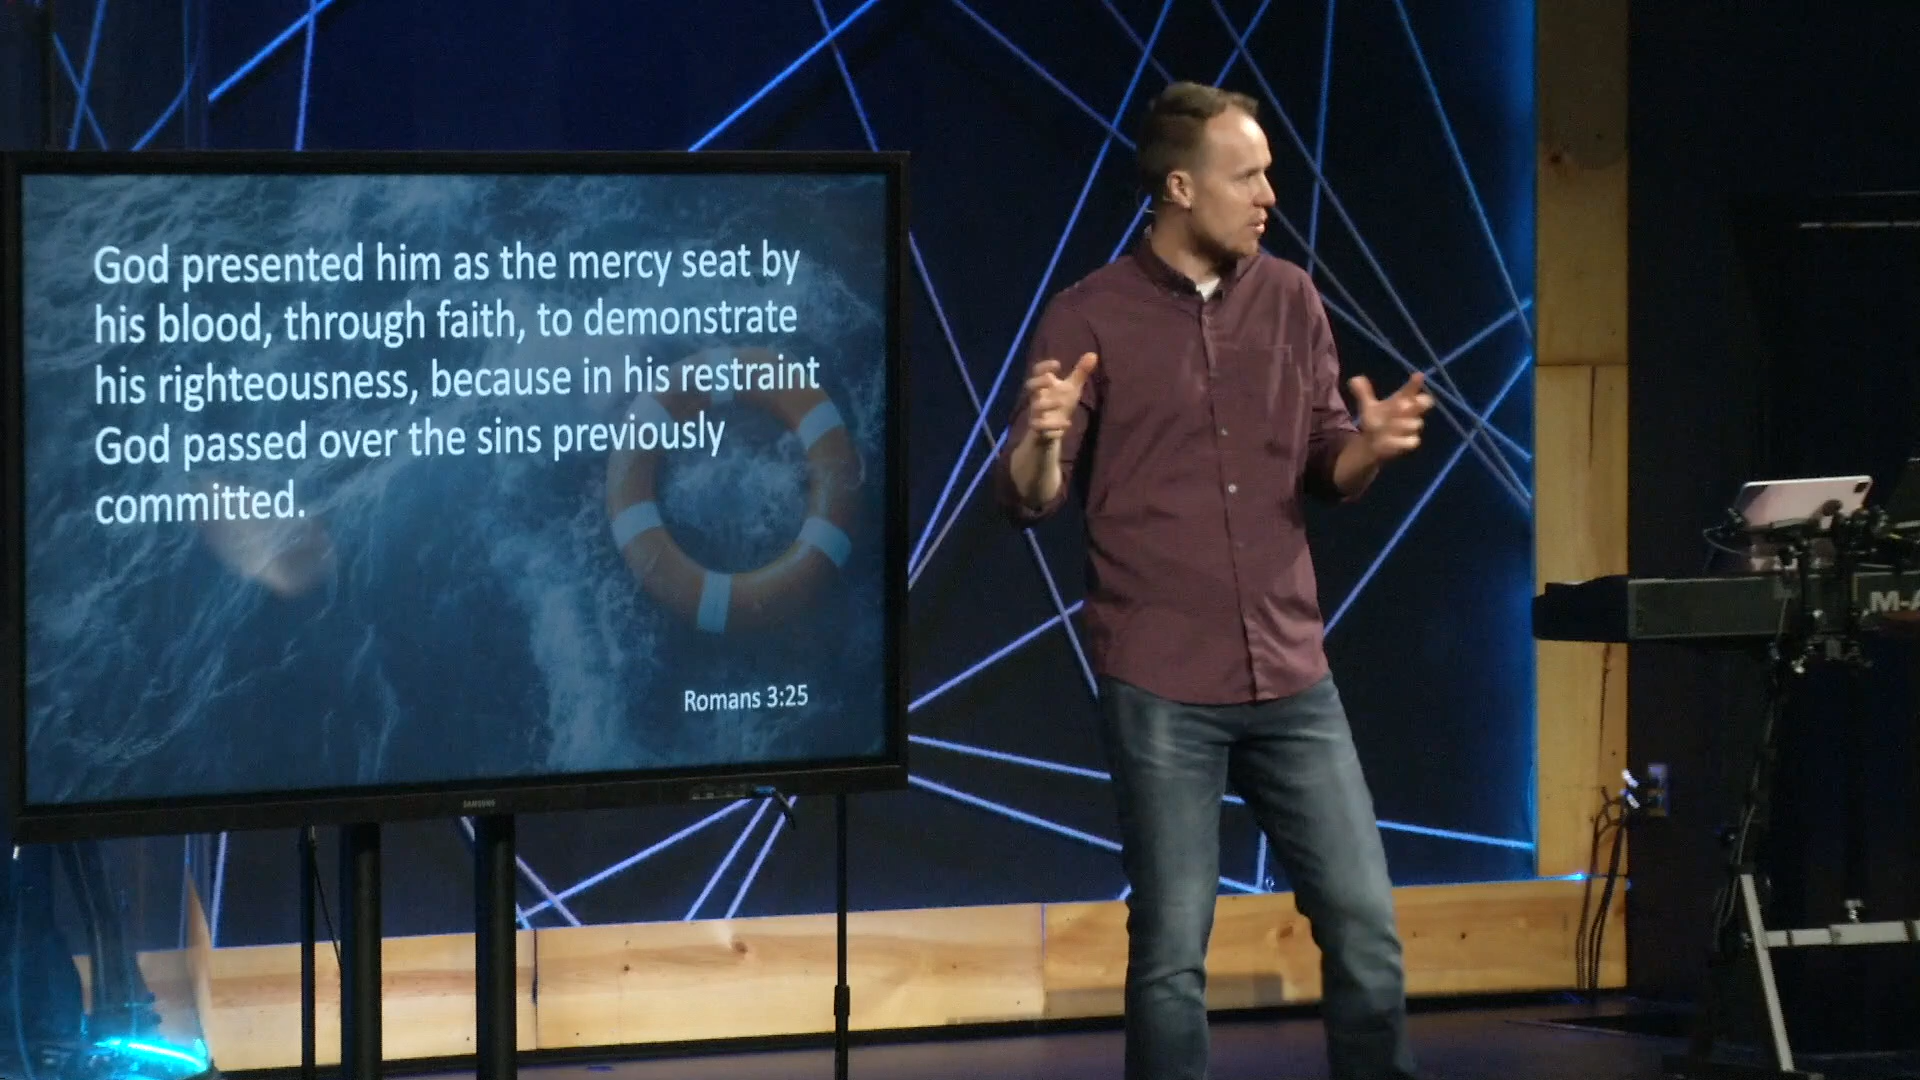 God presented him as the mercy seat by
his blood, through faith, to demonstrate
his righteousness, because in his restraint
God passed over the sins previously
committed.
Romans 3:25
SAMSUNG
M-A